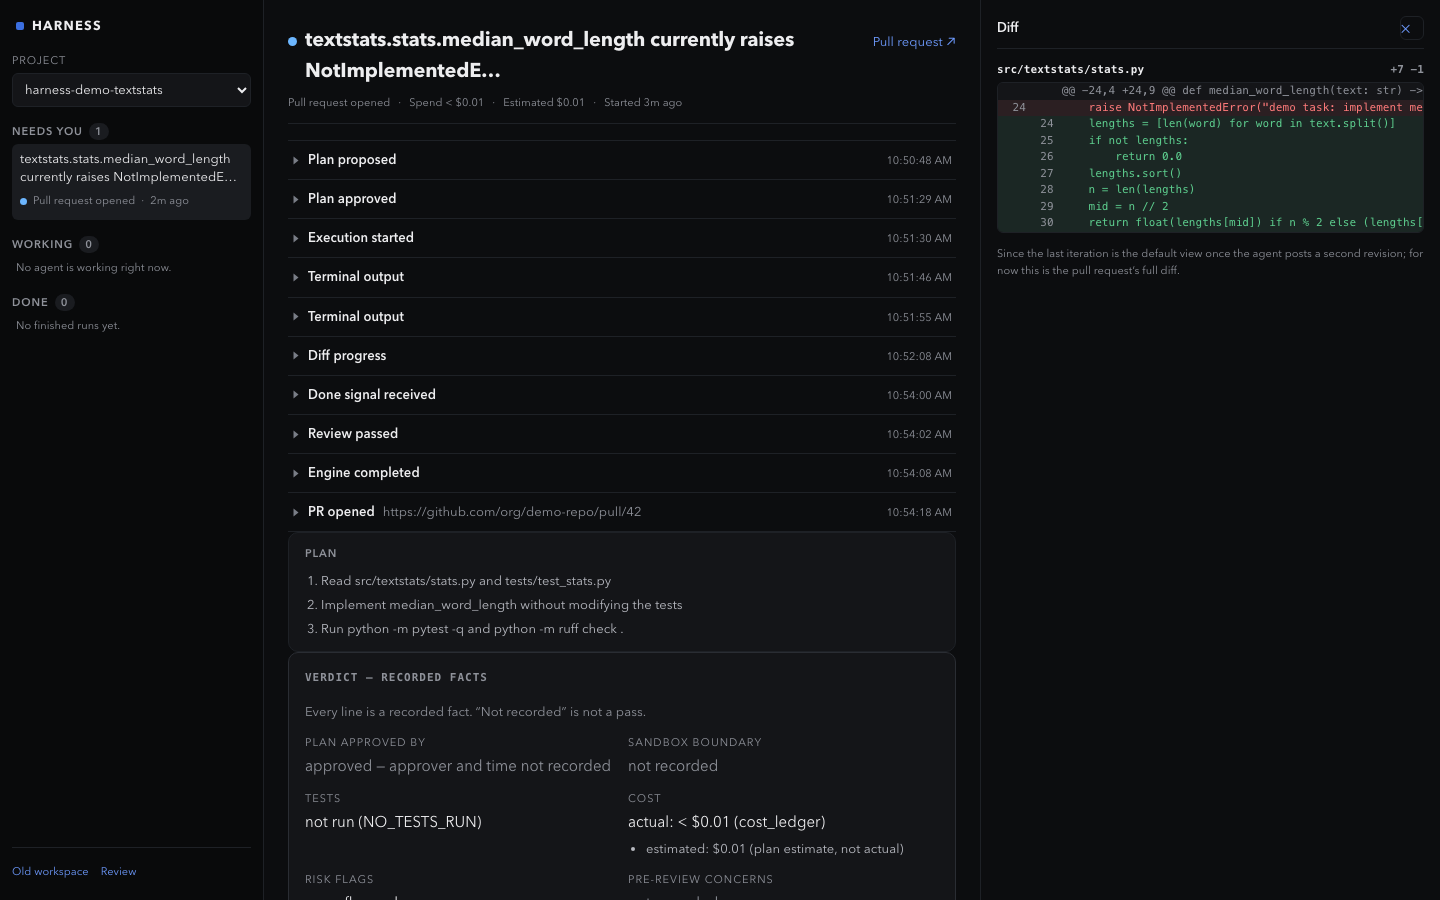 HARNESS
PROJECT
harness-demo-textstats
NEEDS YOU 1
textstats.stats.median_word_length
currently raises NotImplementedE...
Pull request opened · 2m ago
WORKING 0
No agent is working right now.
DONE 0
No finished runs yet.
Old workspace Review
textstats.stats.median_word_length currently raises
NotImplementedE...
Pull request ↗
Pull request opened · Spend < $0.01 · Estimated $0.01 · Started 3m ago
Plan proposed 10:50:48 AM
Plan approved 10:51:29 AM
Execution started 10:51:30 AM
Terminal output 10:51:46 AM
Terminal output 10:51:55 AM
Diff progress 10:52:08 AM
Done signal received 10:54:00 AM
Review passed 10:54:02 AM
Engine completed 10:54:08 AM
PR opened https://github.com/org/demo-repo/pull/42 10:54:18 AM
PLAN
1. Read src/textstats/stats.py and tests/test_stats.py
2. Implement median_word_length without modifying the tests
3. Run python -m pytest -q and python -m ruff check .
VERDICT — RECORDED FACTS
Every line is a recorded fact. “Not recorded” is not a pass.
PLAN APPROVED BY
approved — approver and time not recorded
SANDBOX BOUNDARY
not recorded
TESTS
not run (NO_TESTS_RUN)
COST
actual: < $0.01 (cost_ledger)
• estimated: $0.01 (plan estimate, not actual)
RISK FLAGS
PRE-REVIEW CONCERNS
Diff
×
src/textstats/stats.py +7 −1
@@ −24,4 +24,9 @@ def median_word_length(text: str) −>
24 raise NotImplementedError("demo task: implement me
24 lengths = [len(word) for word in text.split()]
25 if not lengths:
26 return 0.0
27 lengths.sort()
28 n = len(lengths)
29 mid = n // 2
30 return float(lengths[mid]) if n % 2 else (lengths[
Since the last iteration is the default view once the agent posts a second revision; for
now this is the pull request’s full diff.